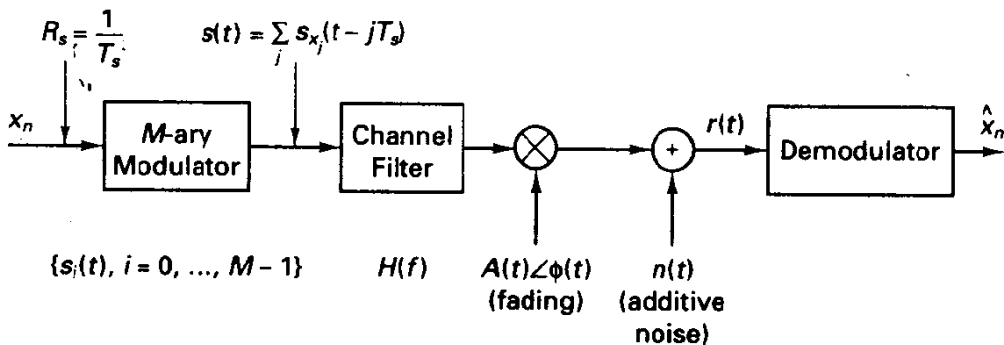 R_s = 1/T_s
s(t) = ∑_j s_{x_j}(t − jT_s)
x_n
M-ary
Modulator
Channel
Filter
r(t)
Demodulator
x̂_n
{s_i(t), i = 0, ..., M − 1}
H(f)
A(t)∠ϕ(t)
(fading)
n(t)
(additive
noise)